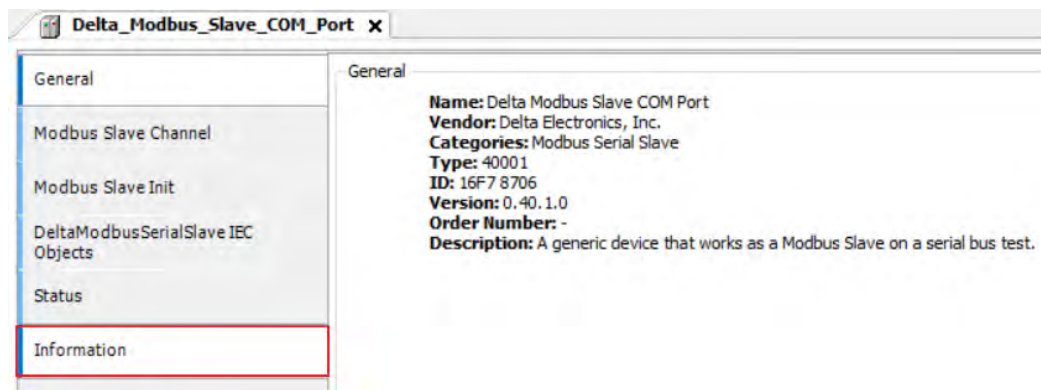 Delta_Modbus_Slave_COM_Port X
General
Modbus Slave Channel
Modbus Slave Init
DeltaModbusSerialSlave IEC
Objects
Status
Information
General
Name: Delta Modbus Slave COM Port
Vendor: Delta Electronics, Inc.
Categories: Modbus Serial Slave
Type: 40001
ID: 16F7 8706
Version: 0.40.1.0
Order Number: -
Description: A generic device that works as a Modbus Slave on a serial bus test.